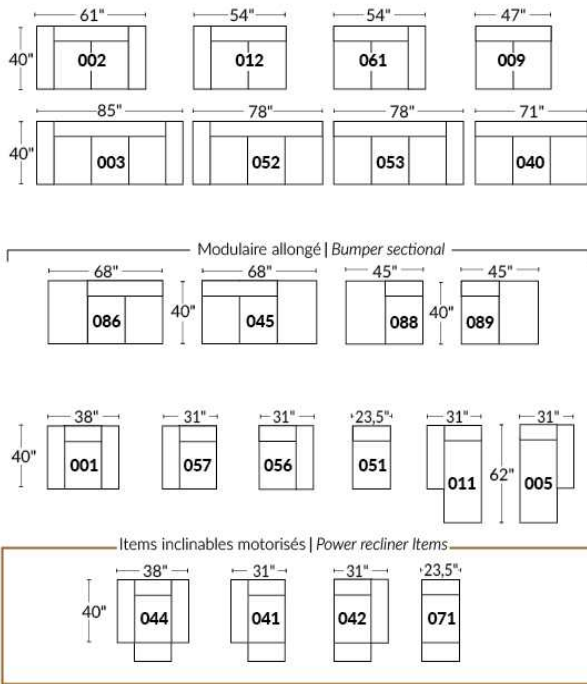 61" 54" 54" 47"
40" 002 012 061 009
85" 78" 78" 71"
40" 003 052 053 040
Modulaire allongé | Bumper sectional
68" 68" 45" 45"
086 40" 045 088 40" 089
38" 31" 31" 23,5" 31" 31"
40" 001 057 056 051 011 62" 005
Items inclinables motorisés | Power recliner Items
38" 31" 31" 23,5"
40" 044 041 042 071